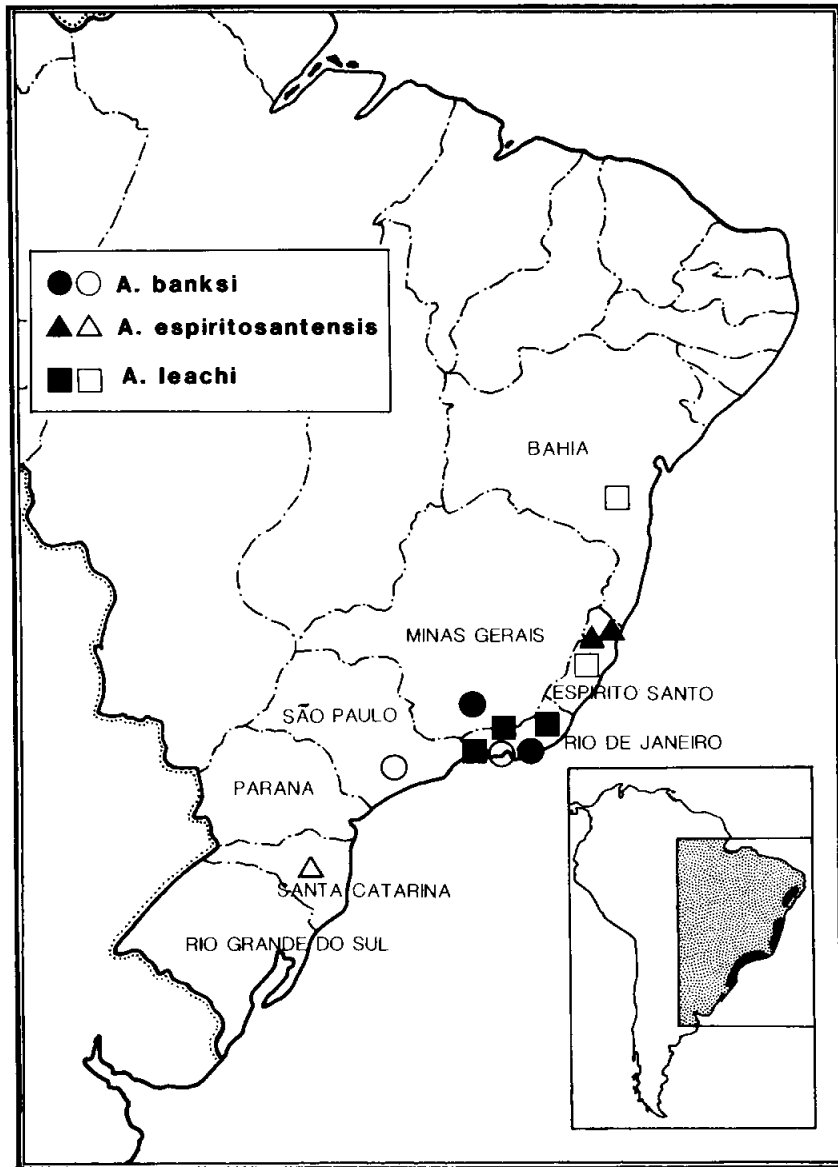 A. banksi
A. espiritosantensis
A. leachi
BAHIA
MINAS GERAIS
ESPIRITO SANTO
SÃO PAULO
RIO DE JANEIRO
PARANA
SANTA CATARINA
RIO GRANDE DO SUL